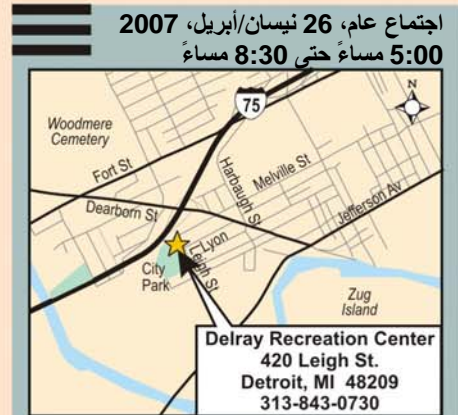 اجتماع عام، 26 نيسان/أبريل، 2007
5:00 مساءً حتى 8:30 مساءً
75
Woodmere
Cemetery
Fort St
Harbaugh St
Melville St
Dearborn St
Jefferson Av
Lyon
Leigh St
City
Park
Zug
Island
Delray Recreation Center
420 Leigh St.
Detroit, MI 48209
313-843-0730